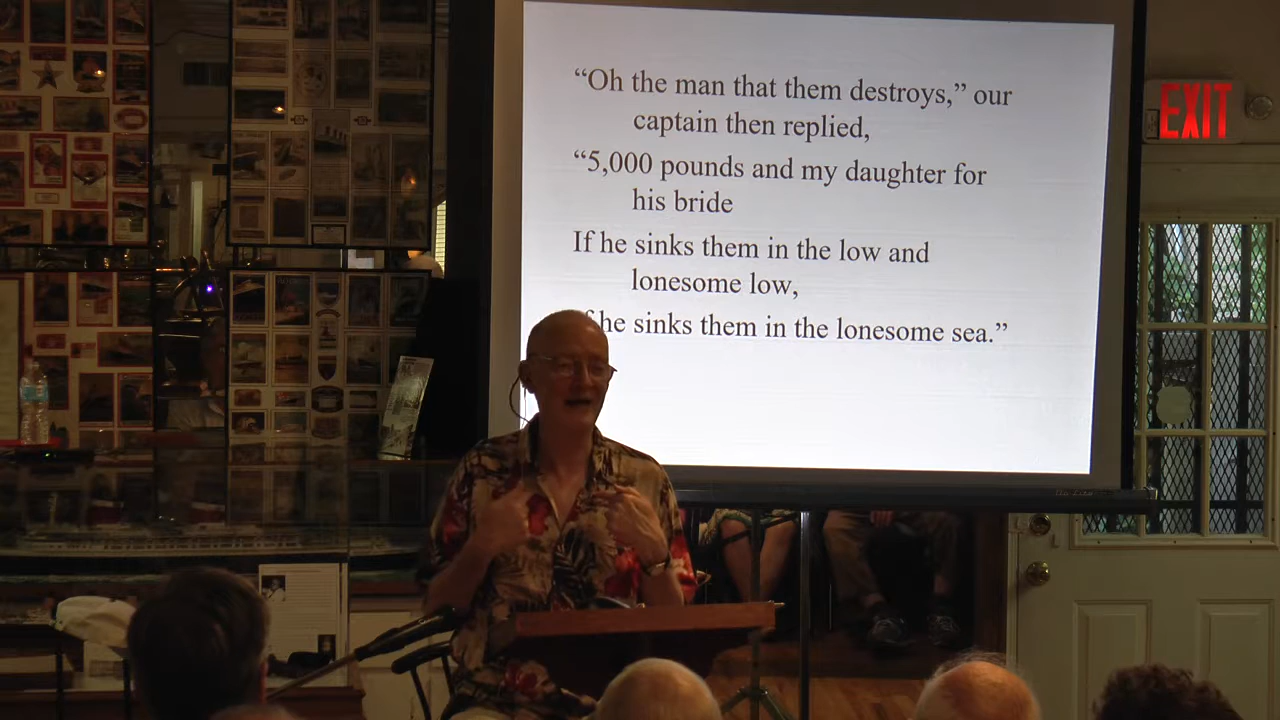 “Oh the man that them destroys,” our
captain then replied,
“5,000 pounds and my daughter for
his bride
If he sinks them in the low and
lonesome low,
he sinks them in the lonesome sea.”
EXIT